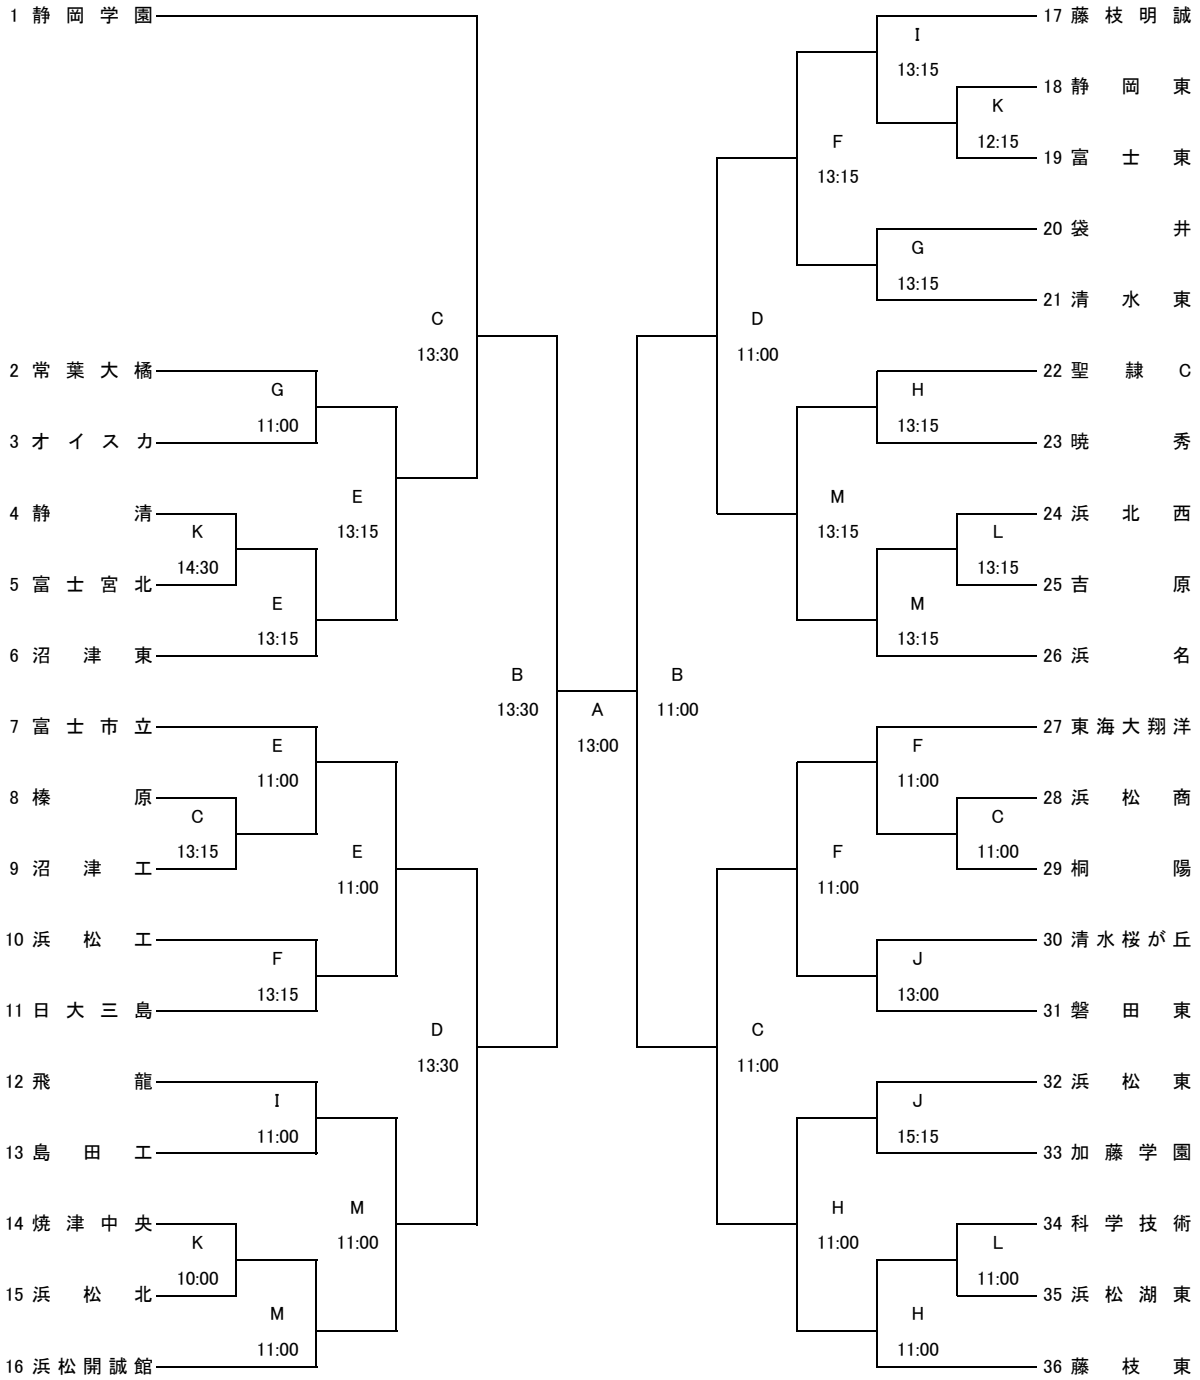 1 静岡学園
2 常葉大橘
3 オイスカ
4 静清
5 富士宮北
6 沼津東
7 富士市立
8 榛原
9 沼津工
10 浜松工
11 日大三島
12 飛龍
13 島田工
14 焼津中央
15 浜松北
16 浜松開誠館
K
14:30
C
13:15
K
10:00
G
11:00
E
13:15
E
11:00
F
13:15
I
11:00
M
11:00
E
13:15
E
11:00
M
11:00
C
13:30
D
13:30
B
13:30
A
13:00
B
11:00
D
11:00
C
11:00
F
13:15
M
13:15
F
11:00
H
11:00
I
13:15
G
13:15
H
13:15
M
13:15
F
11:00
J
13:00
J
15:15
H
11:00
K
12:15
L
13:15
C
11:00
L
11:00
17 藤枝明誠
18 静岡東
19 富士東
20 袋井
21 清水東
22 聖隷C
23 暁秀
24 浜北西
25 吉原
26 浜名
27 東海大翔洋
28 浜松商
29 桐陽
30 清水桜が丘
31 磐田東
32 浜松東
33 加藤学園
34 科学技術
35 浜松湖東
36 藤枝東